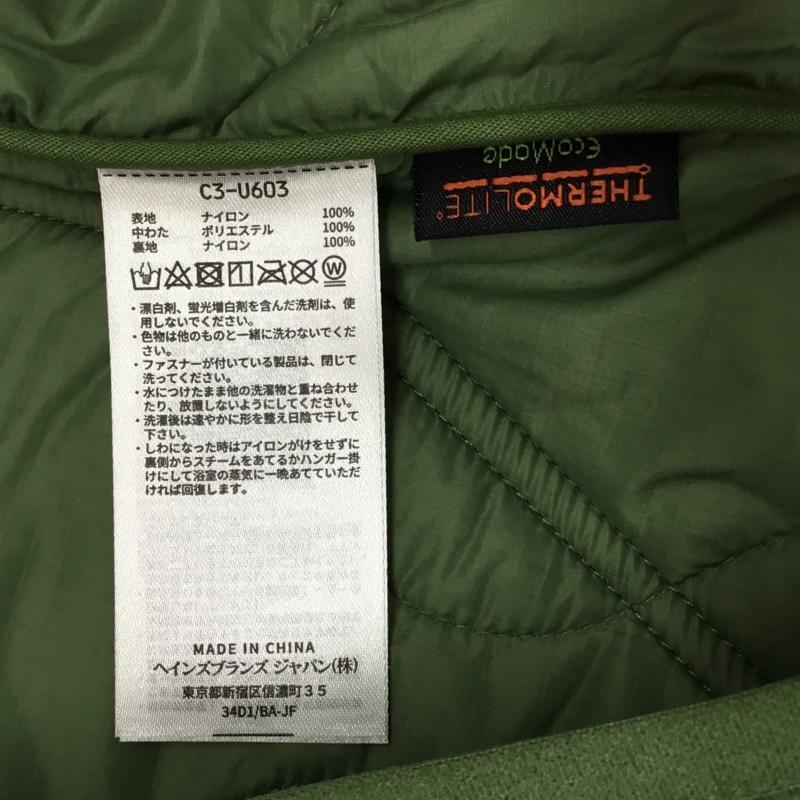 C3-U603
表地 ナイロン 100%
中わた ポリエステル 100%
裏地 ナイロン 100%
W
・漂白剤、蛍光増白剤を含んだ洗剤は、使
用しないでください。
・色物は他のものと一緒に洗わないでくだ
さい。
・ファスナーが付いている製品は、閉じて
洗ってください。
・水につけたまま他の洗濯物と重ね合わせ
たり、放置しないようにしてください。
・洗濯後は速やかに形を整え日陰で干して
下さい。
・しわになった時はアイロンがけをせずに
裏側からスチームをあてるかハンガー掛
けにして浴室の蒸気に一晩あてていただ
ければ回復します。
MADE IN CHINA
ヘインズブランズ ジャパン(株)
東京都新宿区信濃町35
34D1/BA-JF
THERMOLITE
EcoMade